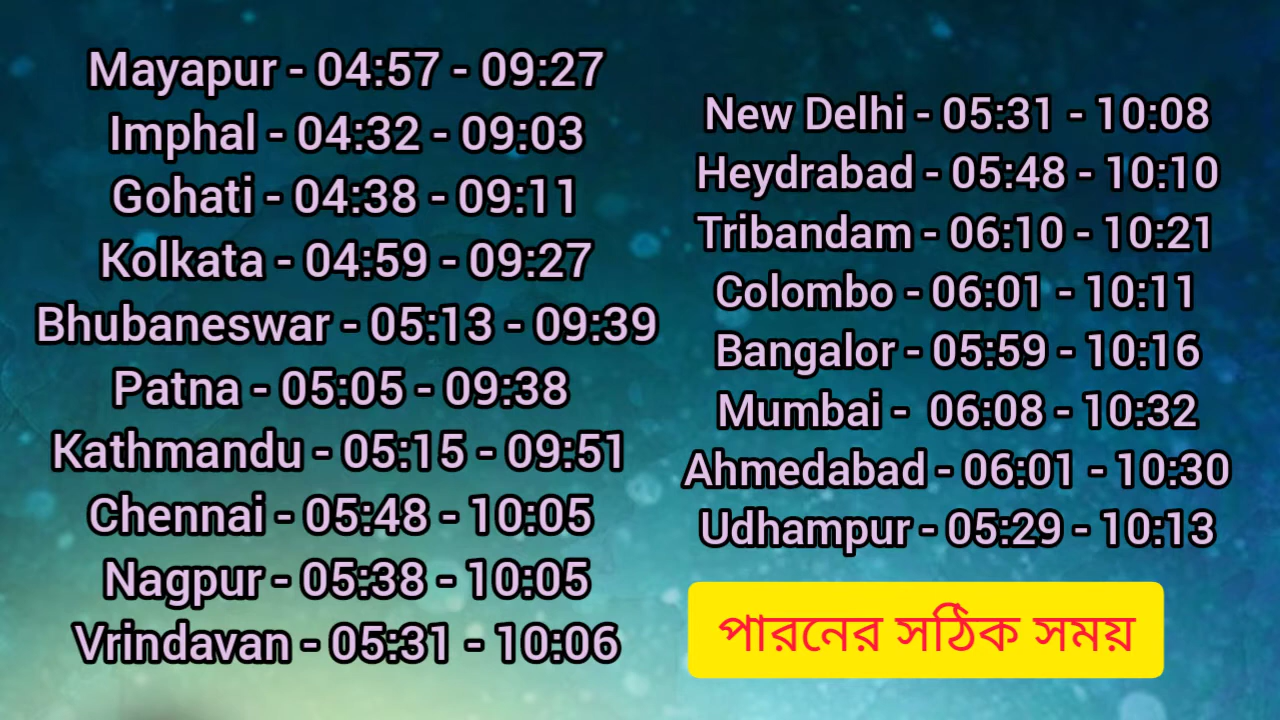 Mayapur - 04:57 - 09:27
Imphal - 04:32 - 09:03
Gohati - 04:38 - 09:11
Kolkata - 04:59 - 09:27
Bhubaneswar - 05:13 - 09:39
Patna - 05:05 - 09:38
Kathmandu - 05:15 - 09:51
Chennai - 05:48 - 10:05
Nagpur - 05:38 - 10:05
Vrindavan - 05:31 - 10:06
New Delhi - 05:31 - 10:08
Heydrabad - 05:48 - 10:10
Tribandam - 06:10 - 10:21
Colombo - 06:01 - 10:11
Bangalor - 05:59 - 10:16
Mumbai -  06:08 - 10:32
Ahmedabad - 06:01 - 10:30
Udhampur - 05:29 - 10:13
পারনের সঠিক সময়